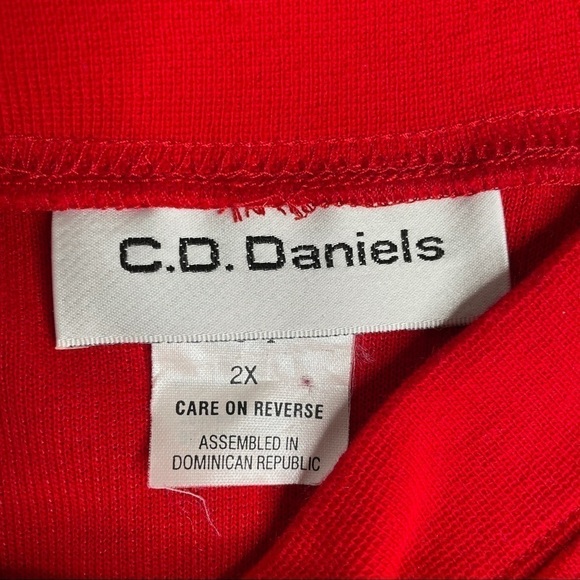 C.D. Daniels
2X
CARE ON REVERSE
ASSEMBLED IN
DOMINICAN REPUBLIC